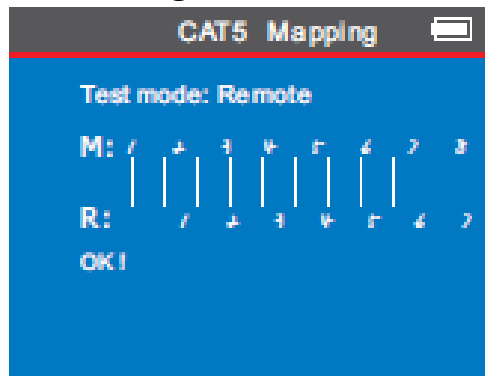 CAT5 Mapping
Test mode: Remote
M: 1 2 3 4 5 6 7 8
R: 1 2 3 4 5 6 7
OK!